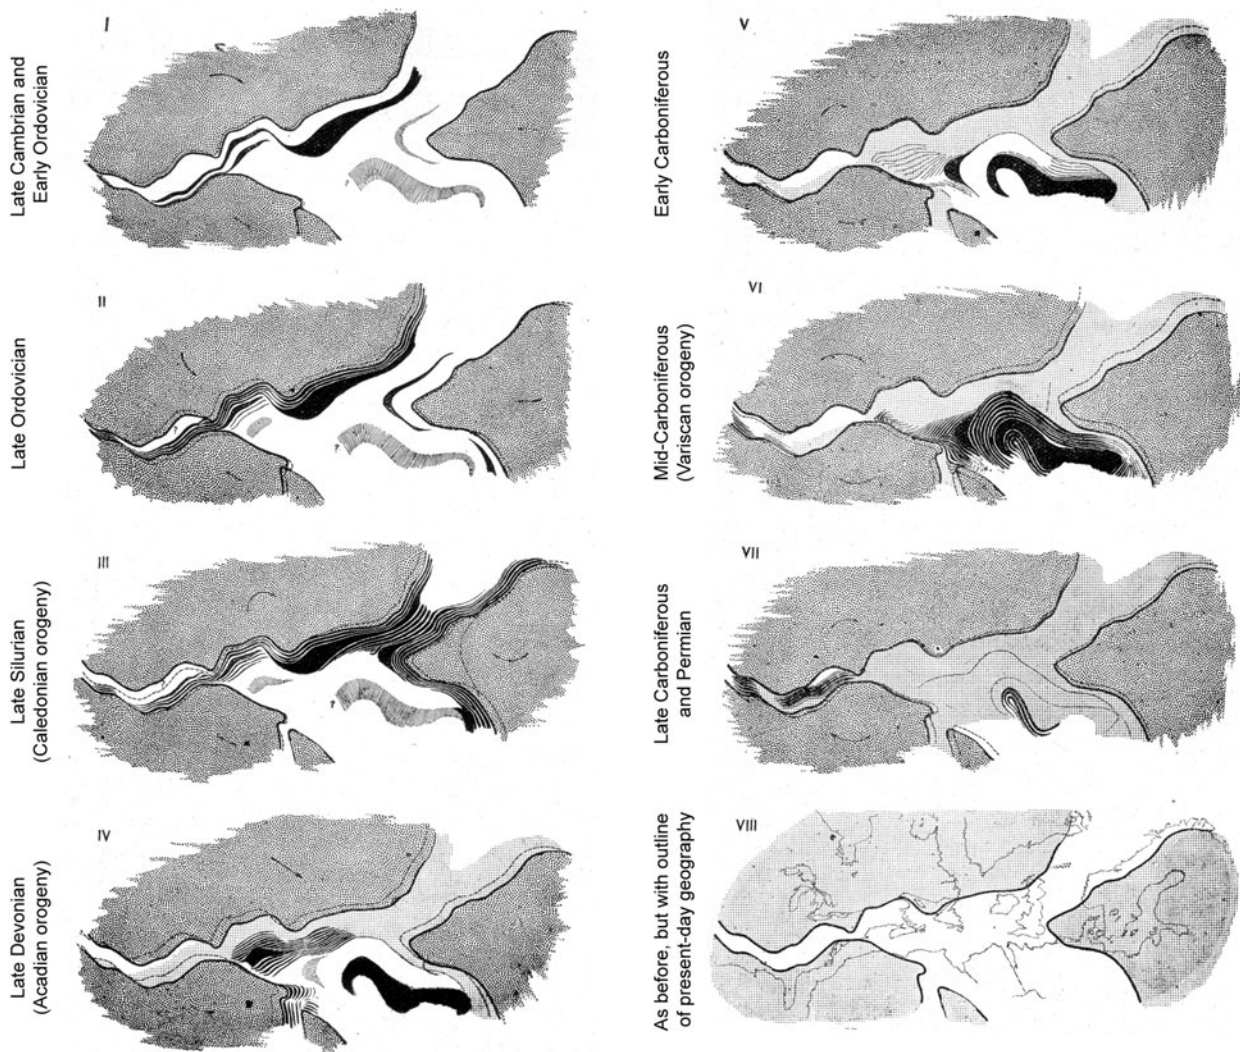 I
Late Cambrian and
Early Ordovician
II
Late Ordovician
III
Late Silurian
(Caledonian orogeny)
IV
Late Devonian
(Acadian orogeny)
V
Early Carboniferous
VI
Mid-Carboniferous
(Variscan orogeny)
VII
Late Carboniferous
and Permian
VIII
As before, but with outline
of present-day geography